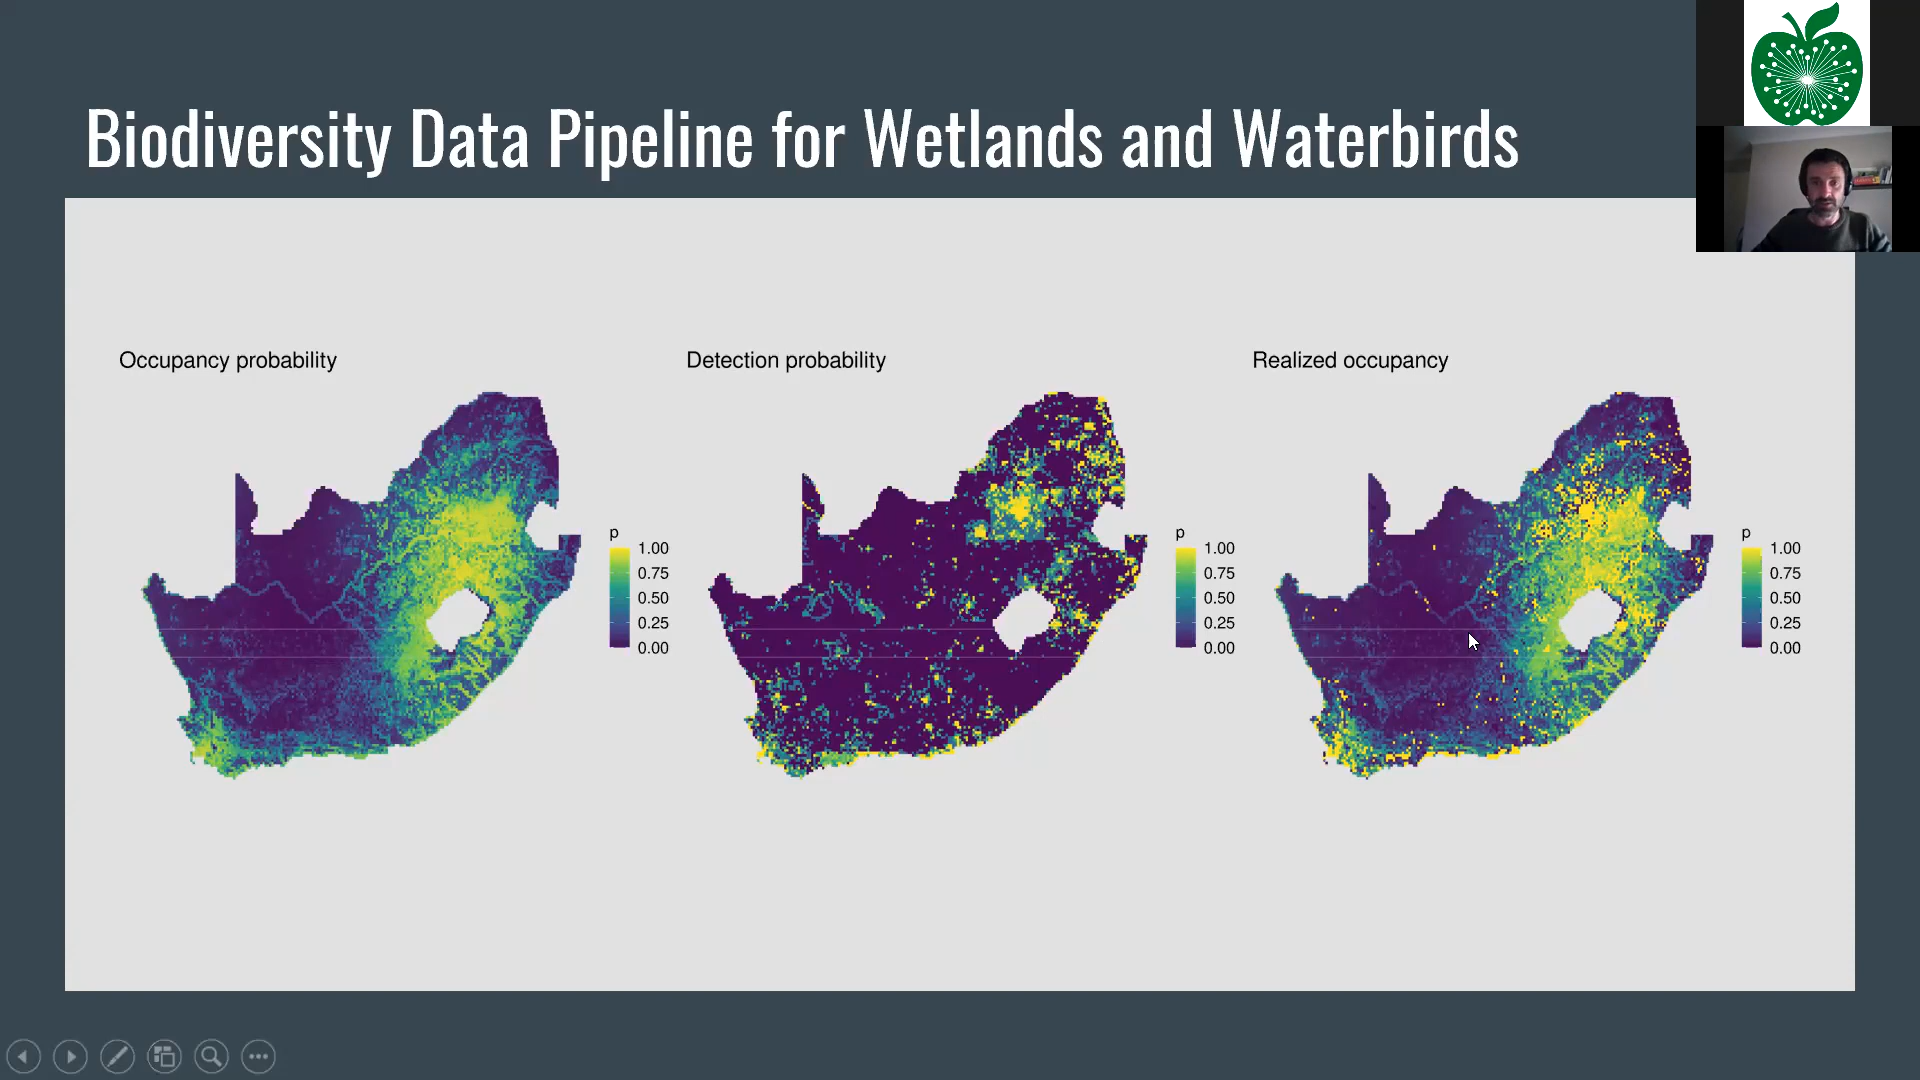 Biodiversity Data Pipeline for Wetlands and Waterbirds
Occupancy probability
p
1.00
0.75
0.50
0.25
0.00
Detection probability
p
1.00
0.75
0.50
0.25
0.00
Realized occupancy
p
1.00
0.75
0.50
0.25
0.00